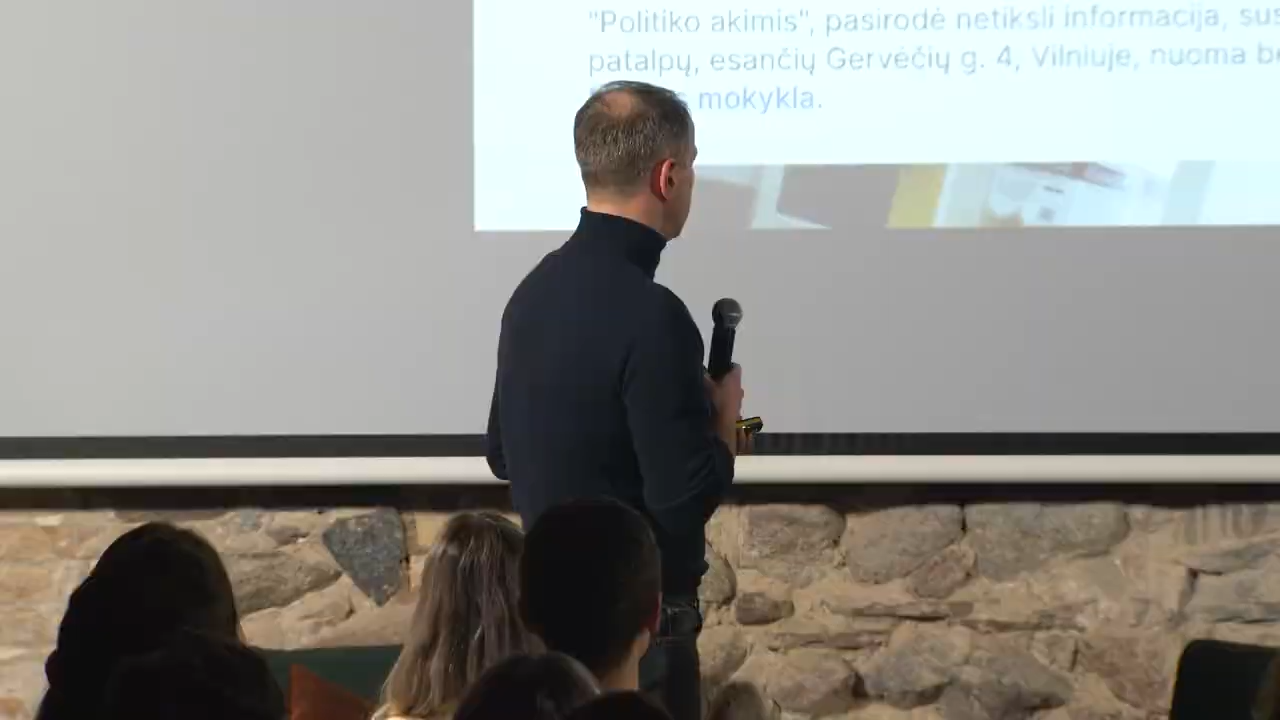 "Politiko akimis", pasirodė netiksli informacija, sus
patalpų, esančių Gervėčių g. 4, Vilniuje, nuoma be
mokykla.